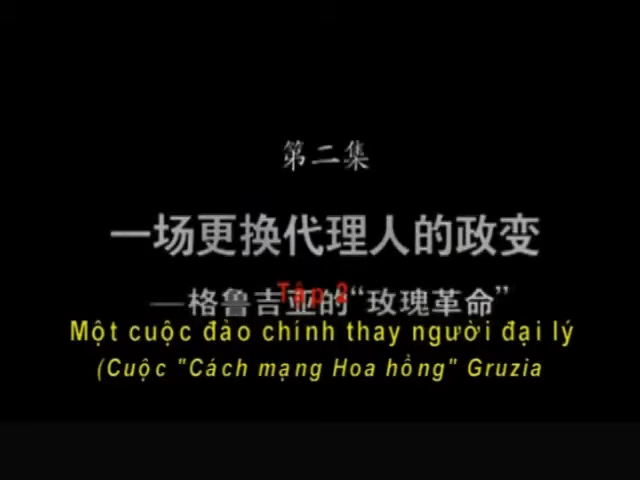 第二集
一场更换代理人的政变
Tập 2
—格鲁吉亚的“玫瑰革命”
Một cuộc đảo chính thay người đại lý
(Cuộc "Cách mạng Hoa hồng" Gruzia